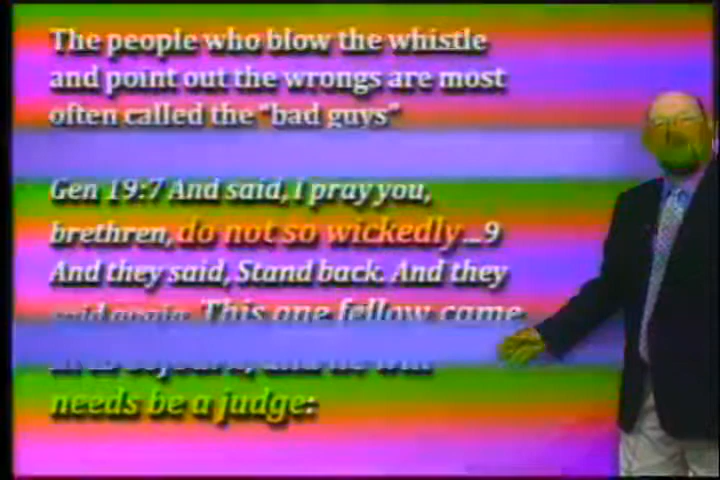 The people who blow the whistle
and point out the wrongs are most
often called the "bad guys"
Gen 19:7 And said, I pray you,
brethren, do not so wickedly...9
And they said, Stand back. And they
said again, This one fellow came
needs be a judge: